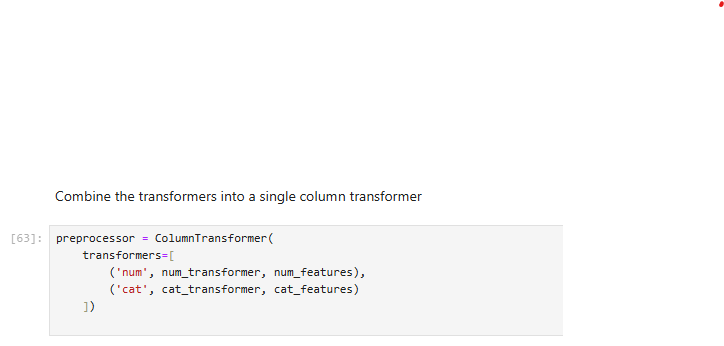 Combine the transformers into a single column transformer
[63]: preprocessor = ColumnTransformer(
    transformers=[
        ('num', num_transformer, num_features),
        ('cat', cat_transformer, cat_features)
    ])